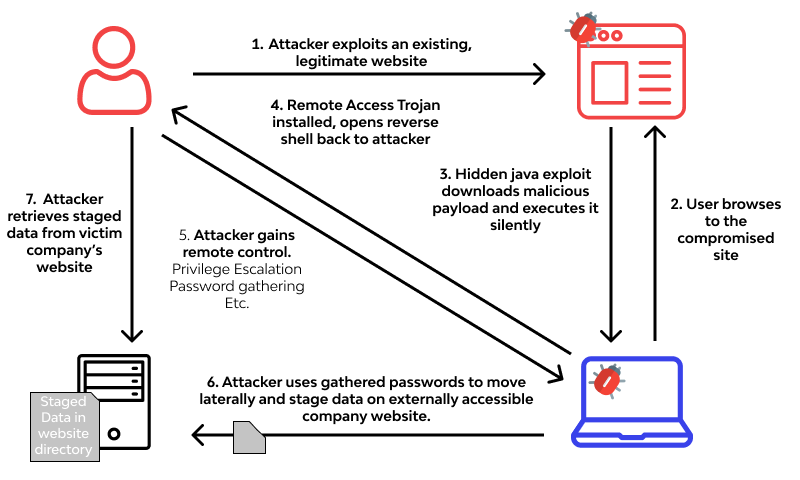 1. Attacker exploits an existing,
legitimate website
4. Remote Access Trojan
installed, opens reverse
shell back to attacker
3. Hidden java exploit
downloads malicious
payload and executes it
silently
2. User browses
to the
compromised
site
7. Attacker
retrieves staged
data from victim
company's
website
5. Attacker gains
remote control.
Privilege Escalation
Password gathering
Etc.
6. Attacker uses gathered passwords to move
laterally and stage data on externally accessible
company website.
Staged
Data in
website
directory